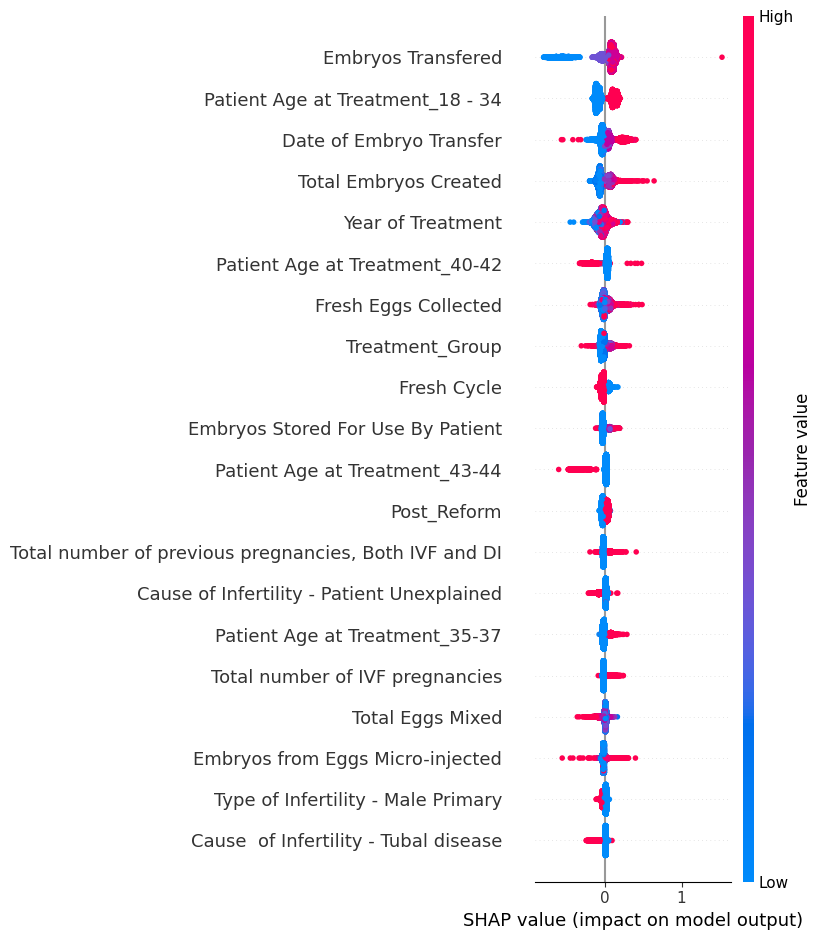 High
Embryos Transfered
Patient Age at Treatment_18 - 34
Date of Embryo Transfer
Total Embryos Created
Year of Treatment
Patient Age at Treatment_40-42
Fresh Eggs Collected
Treatment_Group
Fresh Cycle
Embryos Stored For Use By Patient
Patient Age at Treatment_43-44
Post_Reform
Total number of previous pregnancies, Both IVF and DI
Cause of Infertility - Patient Unexplained
Patient Age at Treatment_35-37
Total number of IVF pregnancies
Total Eggs Mixed
Embryos from Eggs Micro-injected
Type of Infertility - Male Primary
Cause  of Infertility - Tubal disease
Feature value
Low
0 1
SHAP value (impact on model output)